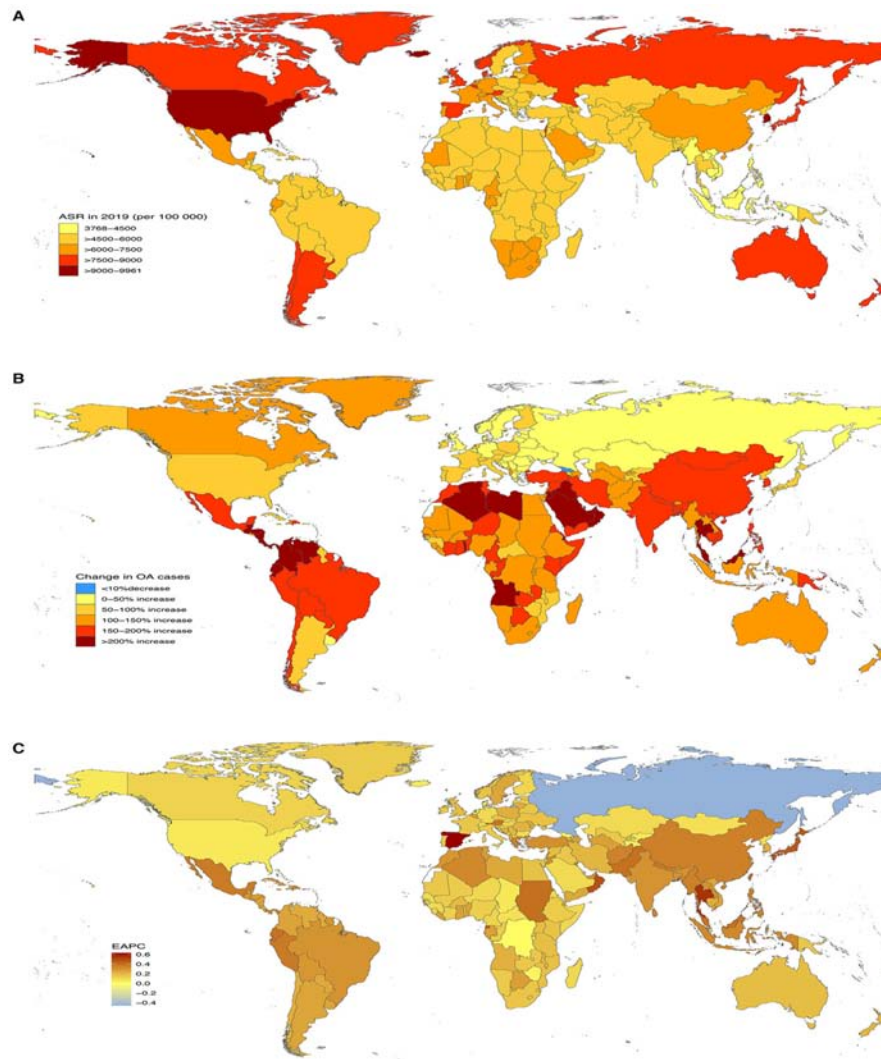 A
ASR in 2019 (per 100 000)
3768–4500
>4500–6000
>6000–7500
>7500–9000
>9000–9961
B
Change in OA cases
<10%decrease
0–50% increase
50–100% increase
100–150% increase
150–200% increase
>200% increase
C
EAPC
0.6
0.4
0.2
0.0
−0.2
−0.4